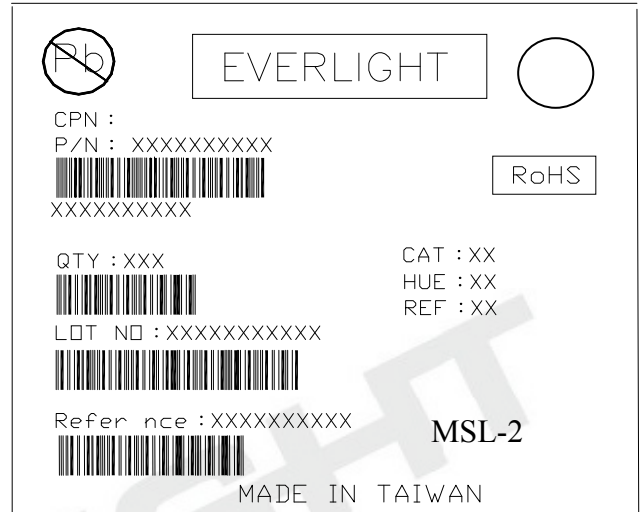 Pb
EVERLIGHT
CPN :
P/N : XXXXXXXXXX
RoHS
XXXXXXXXXX
QTY : XXX
CAT : XX
HUE : XX
REF : XX
LOT NO : XXXXXXXXXXX
Refer nce : XXXXXXXXXX
MSL-2
MADE IN TAIWAN